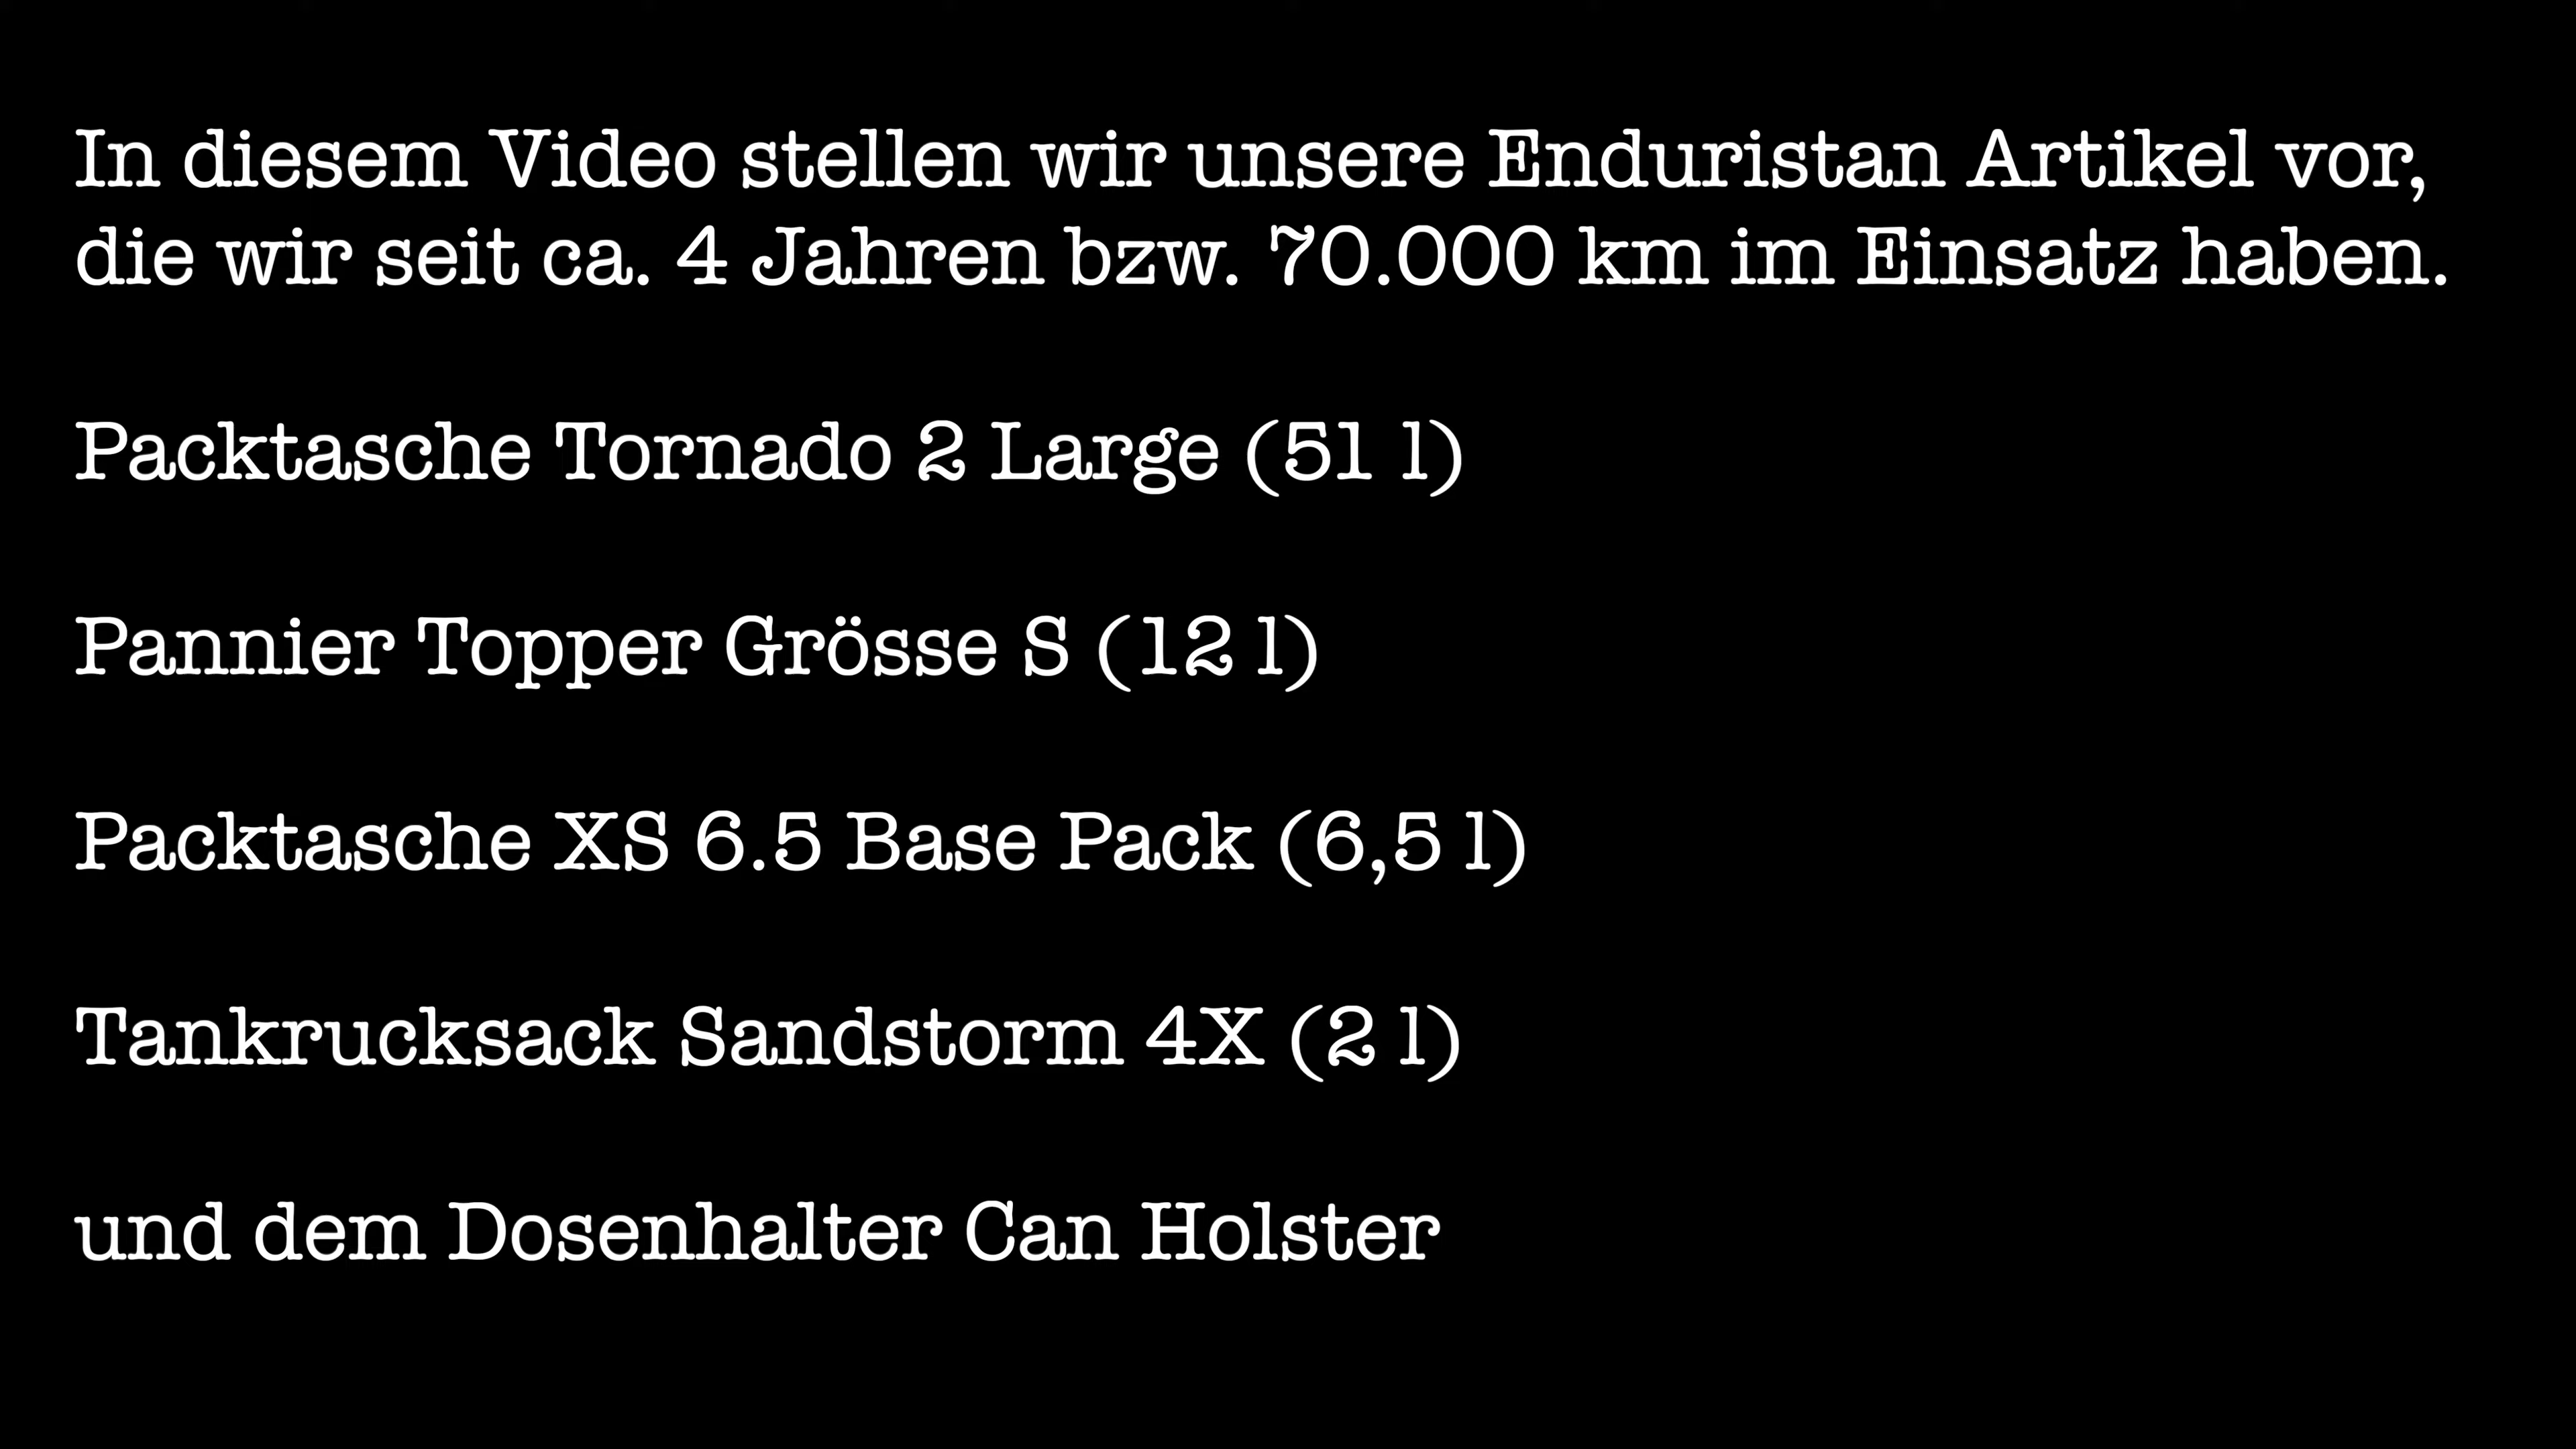 In diesem Video stellen wir unsere Enduristan Artikel vor,
die wir seit ca. 4 Jahren bzw. 70.000 km im Einsatz haben.
Packtasche Tornado 2 Large (51 l)
Pannier Topper Grösse S (12 l)
Packtasche XS 6.5 Base Pack (6,5 l)
Tankrucksack Sandstorm 4X (2 l)
und dem Dosenhalter Can Holster